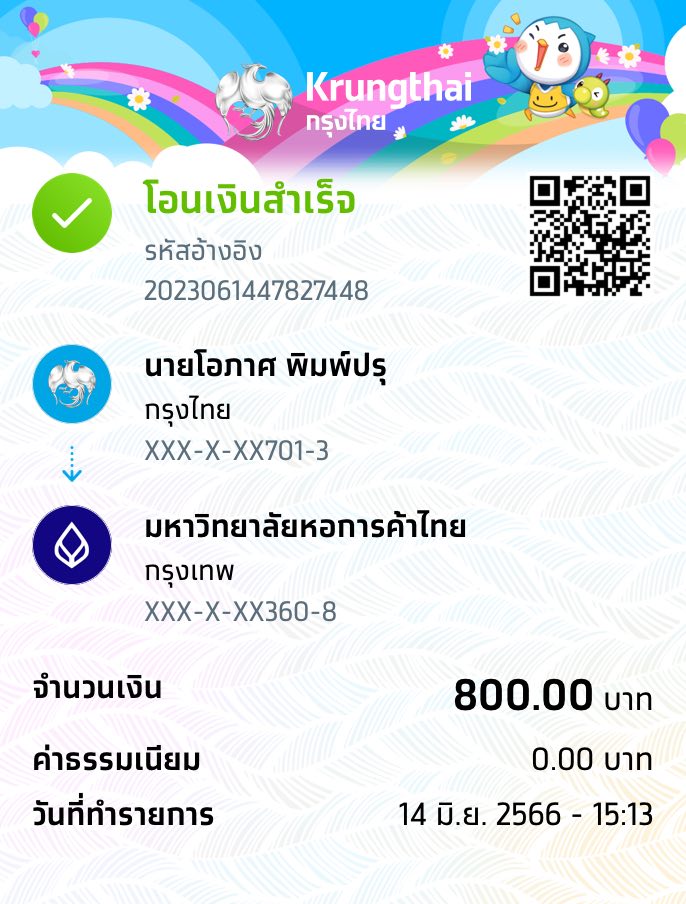 Krungthai
กรุงไทย
โอนเงินสำเร็จ
รหัสอ้างอิง
2023061447827448
นายโอภาศ พิมพ์ปรุ
กรุงไทย
XXX-X-XX701-3
มหาวิทยาลัยหอการค้าไทย
กรุงเทพ
XXX-X-XX360-8
จำนวนเงิน 800.00 บาท
ค่าธรรมเนียม 0.00 บาท
วันที่ทำรายการ 14 มิ.ย. 2566 - 15:13